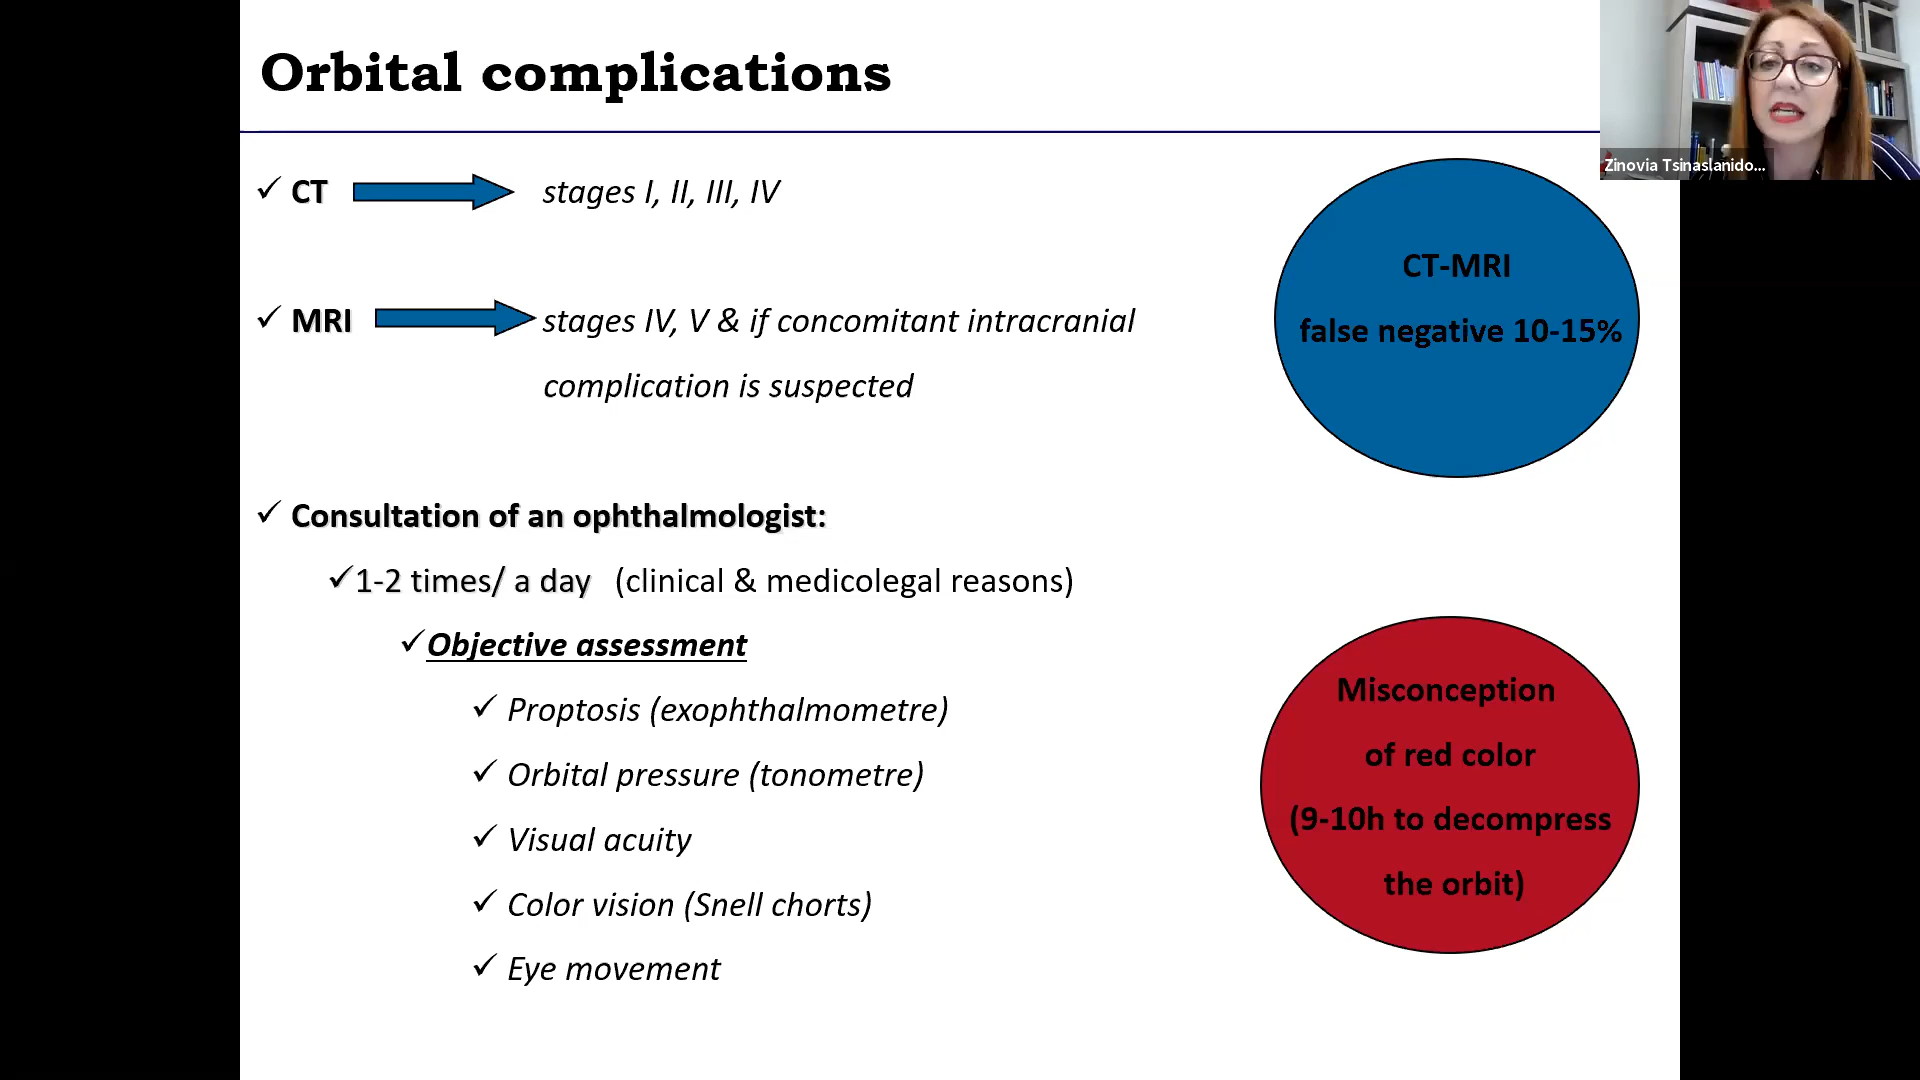 Orbital complications
Zinovia Tsinaslanido...
✓ CT
stages I, II, III, IV
✓ MRI
stages IV, V & if concomitant intracranial
complication is suspected
CT-MRI
false negative 10-15%
✓ Consultation of an ophthalmologist:
✓ 1-2 times/ a day (clinical & medicolegal reasons)
✓ Objective assessment
✓ Proptosis (exophthalmometre)
✓ Orbital pressure (tonometre)
✓ Visual acuity
✓ Color vision (Snell chorts)
✓ Eye movement
Misconception
of red color
(9-10h to decompress
the orbit)